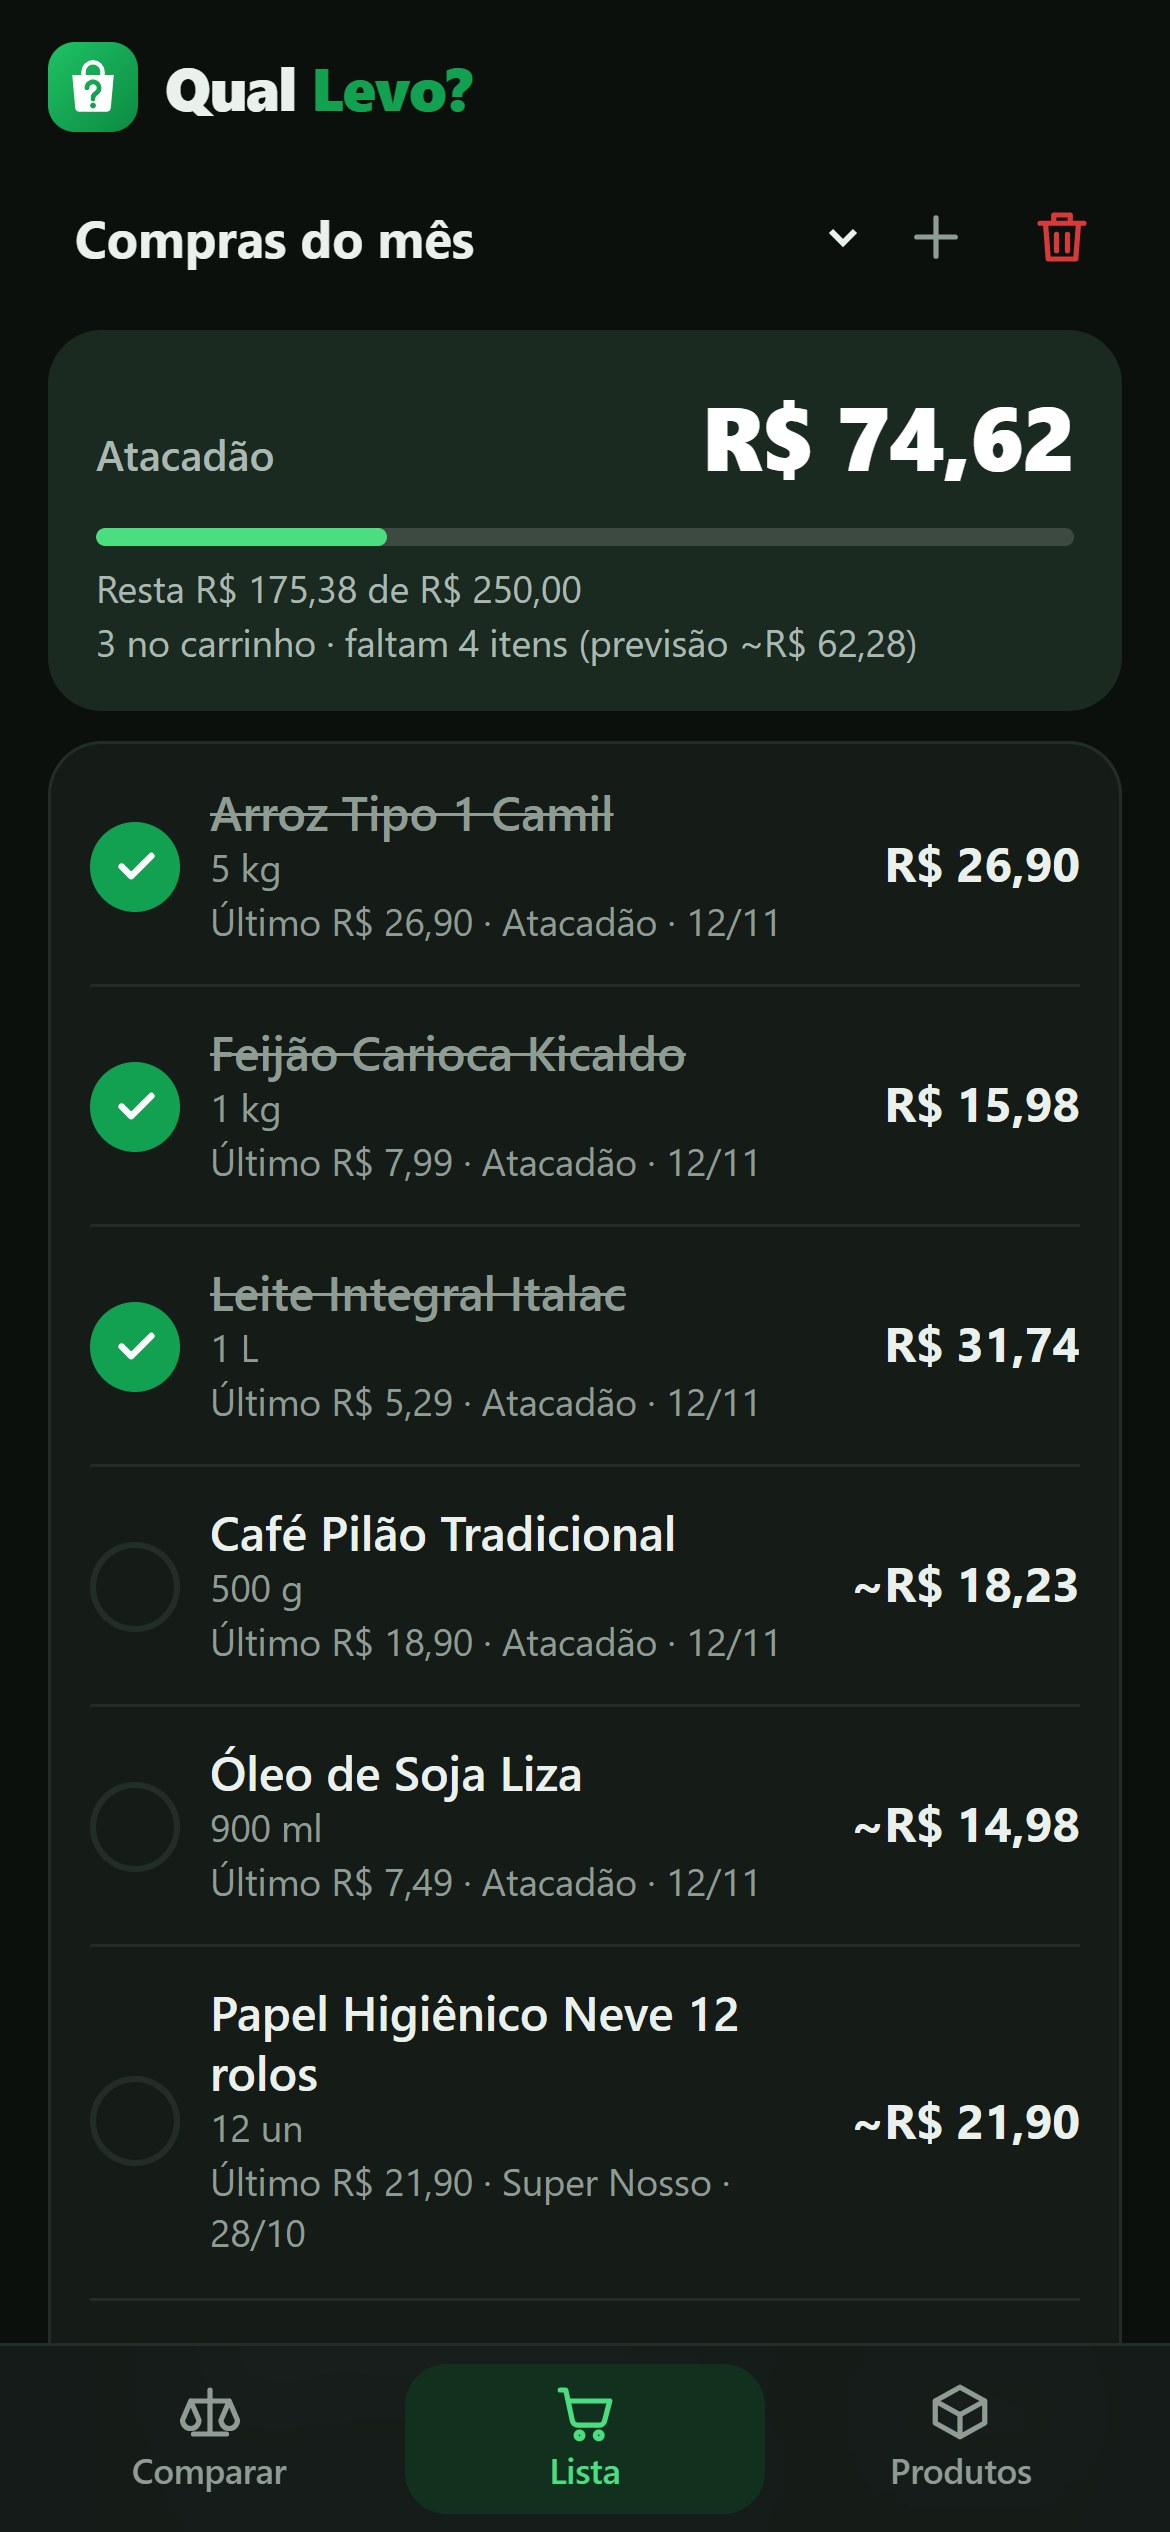 Qual Levo?
Compras do mês
Atacadão
R$ 74,62
Resta R$ 175,38 de R$ 250,00
3 no carrinho · faltam 4 itens (previsão ~R$ 62,28)
Arroz Tipo 1 Camil
5 kg
R$ 26,90
Último R$ 26,90 · Atacadão · 12/11
Feijão Carioca Kicaldo
1 kg
R$ 15,98
Último R$ 7,99 · Atacadão · 12/11
Leite Integral Italac
1 L
R$ 31,74
Último R$ 5,29 · Atacadão · 12/11
Café Pilão Tradicional
500 g
~R$ 18,23
Último R$ 18,90 · Atacadão · 12/11
Óleo de Soja Liza
900 ml
~R$ 14,98
Último R$ 7,49 · Atacadão · 12/11
Papel Higiênico Neve 12
rolos
12 un
~R$ 21,90
Último R$ 21,90 · Super Nosso ·
28/10
Comparar
Lista
Produtos